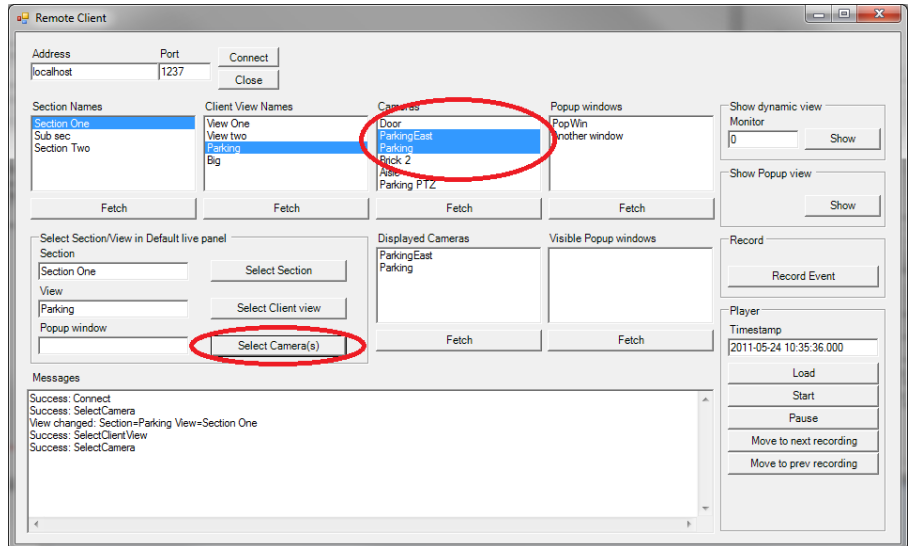 Remote Client
Address Port
localhost 1237
Connect
Close
Section Names
Section One
Sub sec
Section Two
Fetch
Client View Names
View One
View two
Parking
Big
Fetch
Cameras
Door
ParkingEast
Parking
Brick 2
Aisle
Parking PTZ
Fetch
Popup windows
PopWin
Another window
Fetch
Show dynamic view
Monitor
0 Show
Show Popup view
Show
Select Section/View in Default live panel
Section
Section One Select Section
View
Parking Select Client view
Popup window
Select Camera(s)
Displayed Cameras
ParkingEast
Parking
Fetch
Visible Popup windows
Fetch
Record
Record Event
Player
Timestamp
2011-05-24 10:35:36.000
Load
Start
Pause
Move to next recording
Move to prev recording
Messages
Success: Connect
Success: SelectCamera
View changed: Section=Parking View=Section One
Success: SelectClientView
Success: SelectCamera